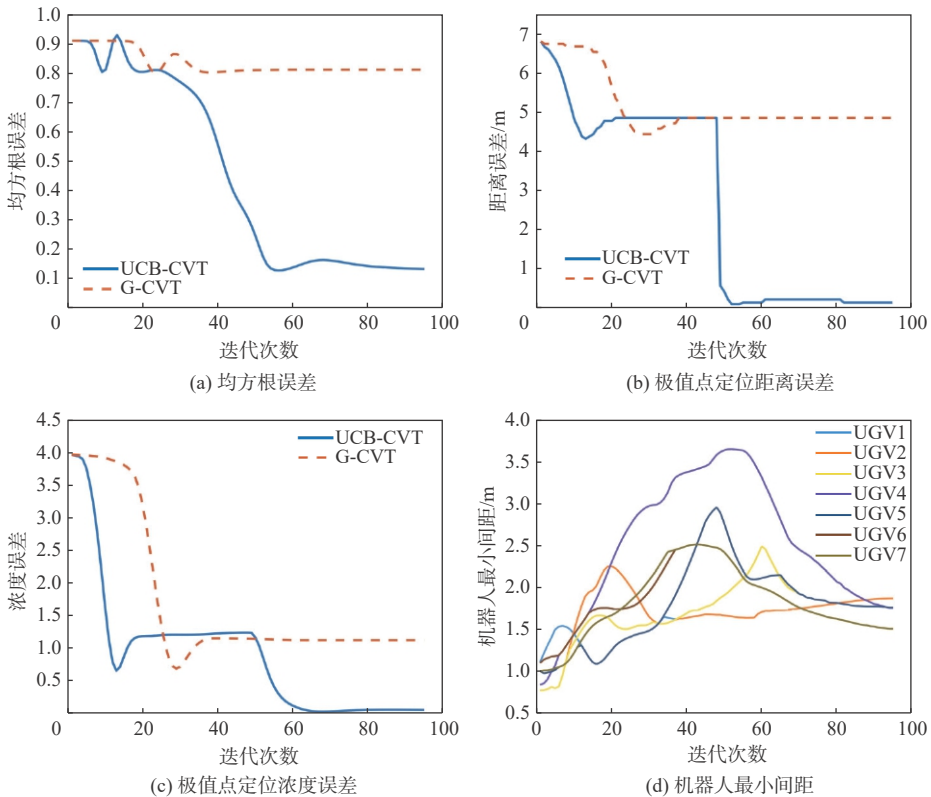 1.0
0.9
0.8
0.7
0.6
0.5
0.4
0.3
0.2
0.1
均方根误差
UCB-CVT
G-CVT
0 20 40 60 80 100
迭代次数
(a) 均方根误差
7
6
5
4
3
2
1
距离误差/m
UCB-CVT
G-CVT
0 20 40 60 80 100
迭代次数
(b) 极值点定位距离误差
4.5
4.0
3.5
3.0
2.5
2.0
1.5
1.0
0.5
浓度误差
UCB-CVT
G-CVT
0 20 40 60 80 100
迭代次数
(c) 极值点定位浓度误差
4.0
3.5
3.0
2.5
2.0
1.5
1.0
0.5
机器人最小间距/m
UGV1
UGV2
UGV3
UGV4
UGV5
UGV6
UGV7
0 20 40 60 80 100
迭代次数
(d) 机器人最小间距